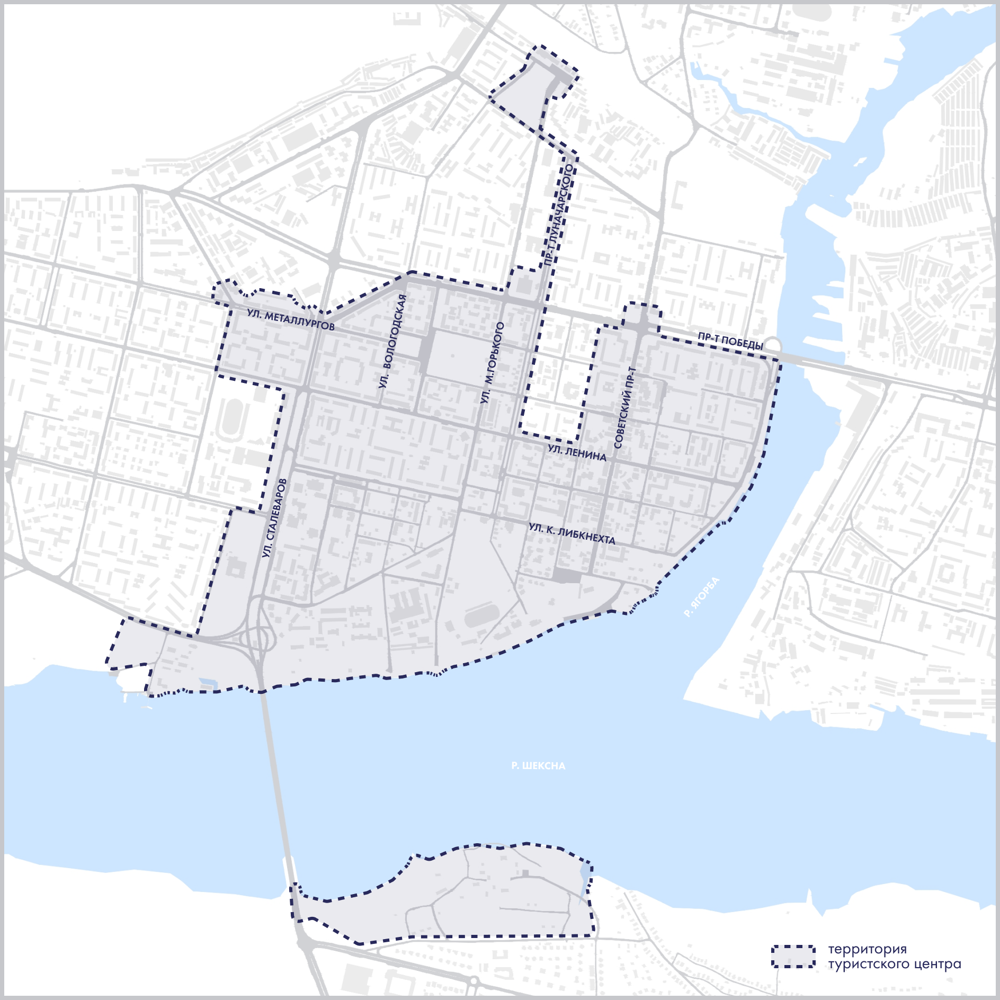 ПР-Т ЛУНАЧАРСКОГО
УЛ. МЕТАЛЛУРГОВ
УЛ. ВОЛОГОДСКАЯ
УЛ. М.ГОРЬКОГО
ПР-Т ПОБЕДЫ
СОВЕТСКИЙ ПР-Т
УЛ. ЛЕНИНА
УЛ. СТАЛЕВАРОВ
УЛ. К. ЛИБКНЕХТА
Р. ЯГОРБА
Р. ШЕКСНА
территория
туристского центра